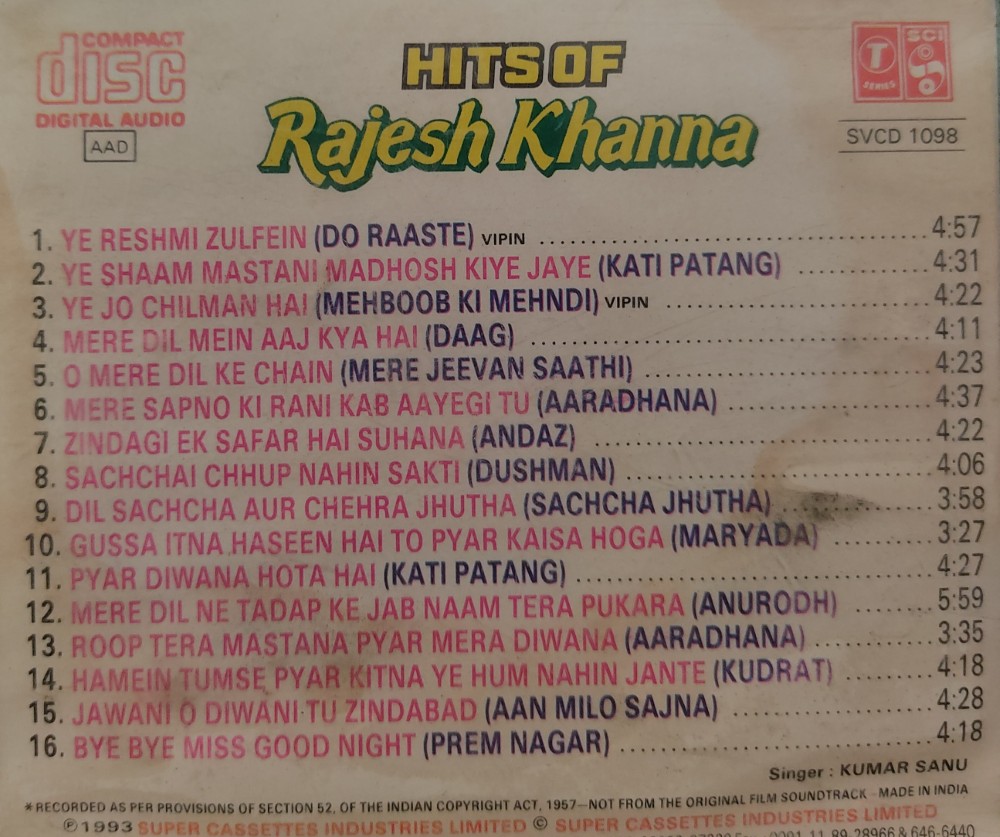 COMPACT
disc
DIGITAL AUDIO
AAD
HITS OF
Rajesh Khanna
T
SERIES
SCI
SVCD 1098
1. YE RESHMI ZULFEIN (DO RAASTE) VIPIN ........ 4:57
2. YE SHAAM MASTANI MADHOSH KIYE JAYE (KATI PATANG) ........ 4:31
3. YE JO CHILMAN HAI (MEHBOOB KI MEHNDI) VIPIN ........ 4:22
4. MERE DIL MEIN AAJ KYA HAI (DAAG) ........ 4:11
5. O MERE DIL KE CHAIN (MERE JEEVAN SAATHI) ........ 4:23
6. MERE SAPNO KI RANI KAB AAYEGI TU (AARADHANA) ........ 4:37
7. ZINDAGI EK SAFAR HAI SUHANA (ANDAZ) ........ 4:22
8. SACHCHAI CHHUP NAHIN SAKTI (DUSHMAN) ........ 4:06
9. DIL SACHCHA AUR CHEHRA JHUTHA (SACHCHA JHUTHA) ........ 3:58
10. GUSSA ITNA HASEEN HAI TO PYAR KAISA HOGA (MARYADA) ........ 3:27
11. PYAR DIWANA HOTA HAI (KATI PATANG) ........ 4:27
12. MERE DIL NE TADAP KE JAB NAAM TERA PUKARA (ANURODH) ........ 5:59
13. ROOP TERA MASTANA PYAR MERA DIWANA (AARADHANA) ........ 3:35
14. HAMEIN TUMSE PYAR KITNA YE HUM NAHIN JANTE (KUDRAT) ........ 4:18
15. JAWANI O DIWANI TU ZINDABAD (AAN MILO SAJNA) ........ 4:28
16. BYE BYE MISS GOOD NIGHT (PREM NAGAR) ........ 4:18
Singer : KUMAR SANU
*RECORDED AS PER PROVISIONS OF SECTION 52, OF THE INDIAN COPYRIGHT ACT, 1957—NOT FROM THE ORIGINAL FILM SOUNDTRACK—MADE IN INDIA
℗1993 SUPER CASSETTES INDUSTRIES LIMITED © SUPER CASSETTES INDUSTRIES LIMITED